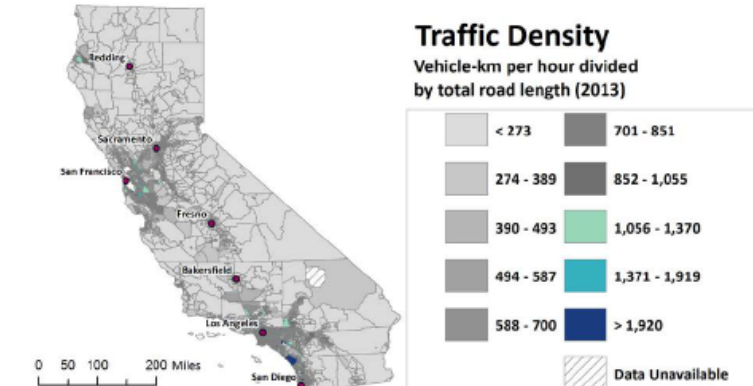 Traffic Density
Vehicle-km per hour divided
by total road length (2013)
< 273
701 - 851
274 - 389
852 - 1,055
390 - 493
1,056 - 1,370
494 - 587
1,371 - 1,919
588 - 700
> 1,920
Data Unavailable
Redding
Sacramento
San Francisco
Fresno
Bakersfield
Los Angeles
San Diego
0 50 100 200 Miles